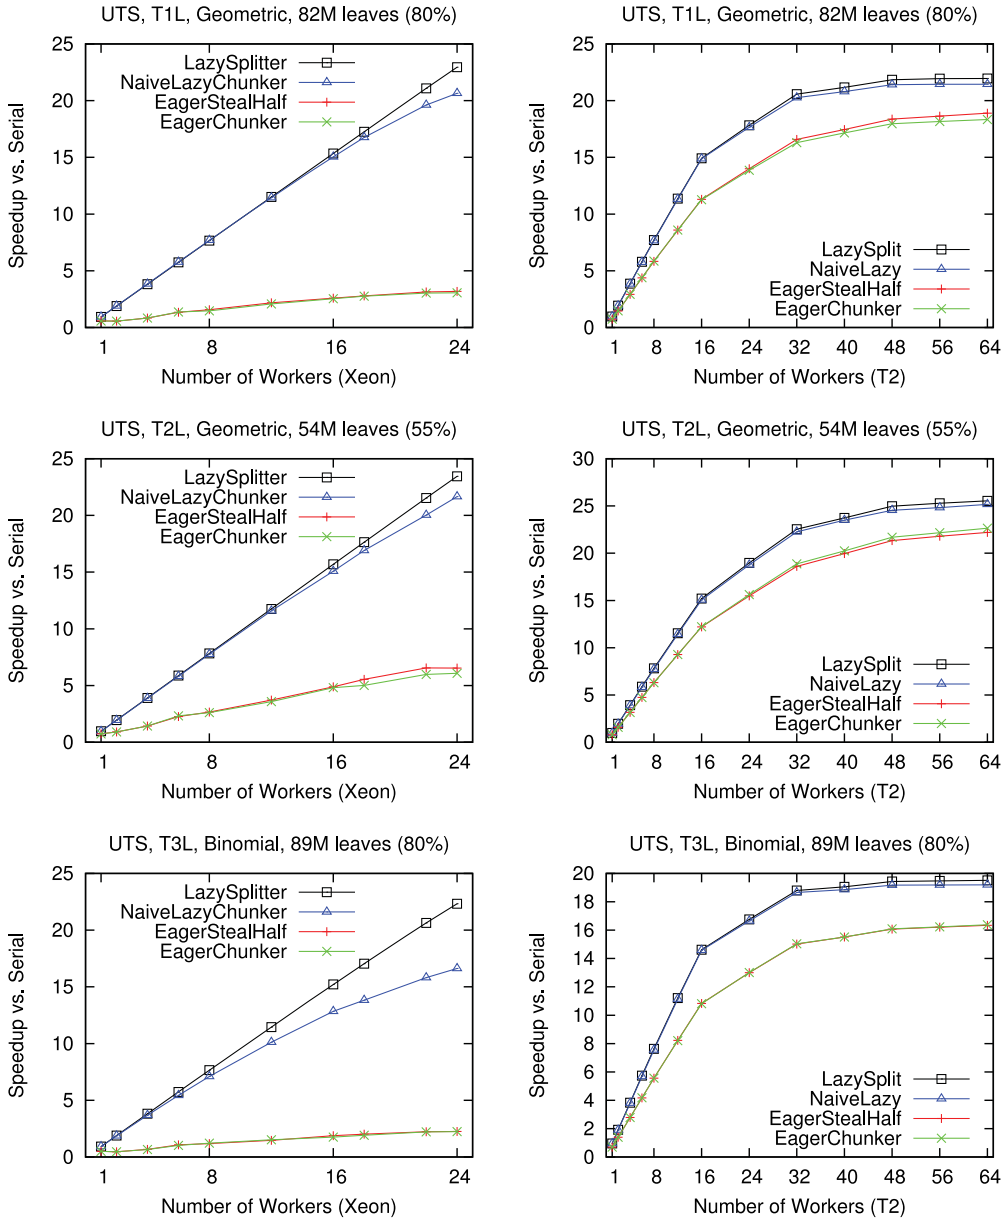 UTS, T1L, Geometric, 82M leaves (80%)
Speedup vs. Serial
25
20
15
10
5
0
LazySplitter
NaiveLazyChunker
EagerStealHalf
EagerChunker
1 8 16 24
Number of Workers (Xeon)
UTS, T1L, Geometric, 82M leaves (80%)
Speedup vs. Serial
25
20
15
10
5
0
LazySplit
NaiveLazy
EagerStealHalf
EagerChunker
1 8 16 24 32 40 48 56 64
Number of Workers (T2)
UTS, T2L, Geometric, 54M leaves (55%)
Speedup vs. Serial
25
20
15
10
5
0
LazySplitter
NaiveLazyChunker
EagerStealHalf
EagerChunker
1 8 16 24
Number of Workers (Xeon)
UTS, T2L, Geometric, 54M leaves (55%)
Speedup vs. Serial
30
25
20
15
10
5
0
LazySplit
NaiveLazy
EagerStealHalf
EagerChunker
1 8 16 24 32 40 48 56 64
Number of Workers (T2)
UTS, T3L, Binomial, 89M leaves (80%)
Speedup vs. Serial
25
20
15
10
5
0
LazySplitter
NaiveLazyChunker
EagerStealHalf
EagerChunker
1 8 16 24
Number of Workers (Xeon)
UTS, T3L, Binomial, 89M leaves (80%)
Speedup vs. Serial
20
18
16
14
12
10
8
6
4
2
0
LazySplit
NaiveLazy
EagerStealHalf
EagerChunker
1 8 16 24 32 40 48 56 64
Number of Workers (T2)